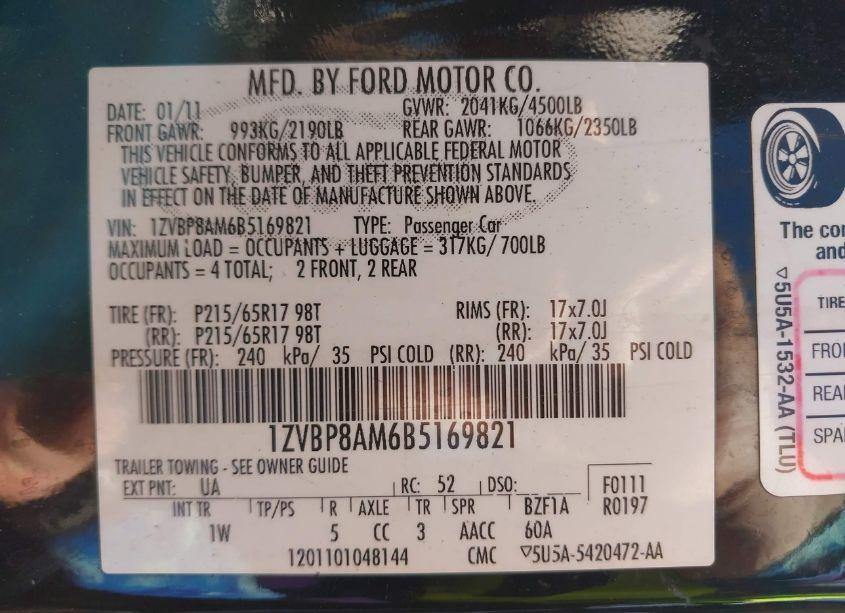 MFD. BY FORD MOTOR CO.
DATE: 01/11 GVWR: 2041KG/4500LB
FRONT GAWR: 993KG/2190LB REAR GAWR: 1066KG/2350LB
THIS VEHICLE CONFORMS TO ALL APPLICABLE FEDERAL MOTOR
VEHICLE SAFETY, BUMPER, AND THEFT PREVENTION STANDARDS
IN EFFECT ON THE DATE OF MANUFACTURE SHOWN ABOVE.
VIN: 1ZVBP8AM6B5169821 TYPE: Passenger Car
MAXIMUM LOAD = OCCUPANTS + LUGGAGE = 317KG/ 700LB
OCCUPANTS = 4 TOTAL; 2 FRONT, 2 REAR
TIRE (FR): P215/65R17 98T RIMS (FR): 17x7.0J
(RR): P215/65R17 98T (RR): 17x7.0J
PRESSURE (FR): 240 kPa/ 35 PSI COLD (RR): 240 kPa/ 35 PSI COLD
1ZVBP8AM6B5169821
TRAILER TOWING - SEE OWNER GUIDE
EXT PNT: UA RC: 52 DSO: F0111
INT TR TP/PS R AXLE TR SPR BZF1A R0197
1W 5 CC 3 AACC 60A
1201101048144 CMC ▽5U5A-5420472-AA
The
and
▽5U5A-1532-AA (TLU)
TIRE